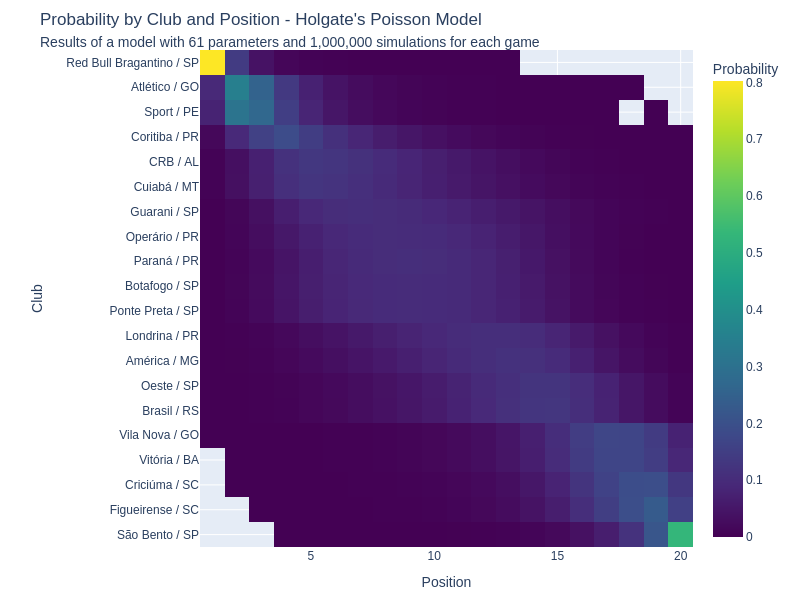 Probability by Club and Position - Holgate's Poisson Model
Results of a model with 61 parameters and 1,000,000 simulations for each game
Probability
Club
Red Bull Bragantino / SP
Atlético / GO
Sport / PE
Coritiba / PR
CRB / AL
Cuiabá / MT
Guarani / SP
Operário / PR
Paraná / PR
Botafogo / SP
Ponte Preta / SP
Londrina / PR
América / MG
Oeste / SP
Brasil / RS
Vila Nova / GO
Vitória / BA
Criciúma / SC
Figueirense / SC
São Bento / SP
0.8
0.7
0.6
0.5
0.4
0.3
0.2
0.1
0
5 10 15 20
Position